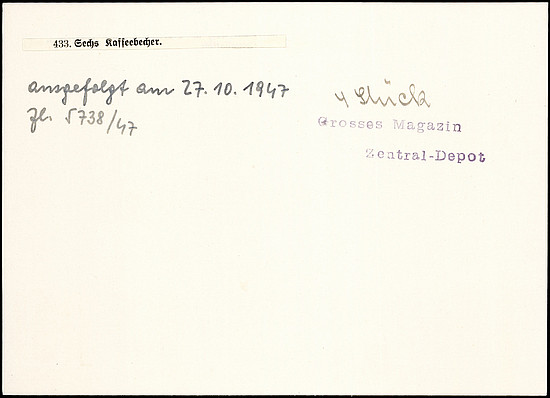 433. Sechs Kaffeebecher.
ausgefolgt am 27.10.1947
Zl. 5738/47
4 Stück
Grosses Magazin
Zentral-Depot